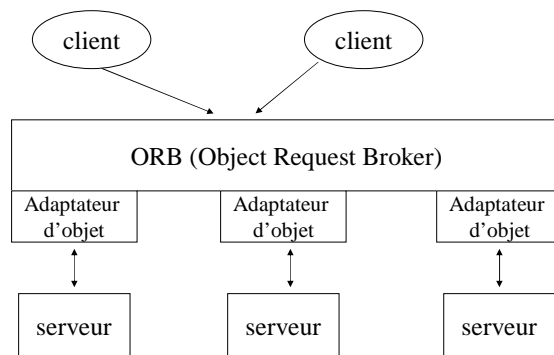 client
client
ORB (Object Request Broker)
Adaptateur
d’objet
Adaptateur
d’objet
Adaptateur
d’objet
serveur
serveur
serveur